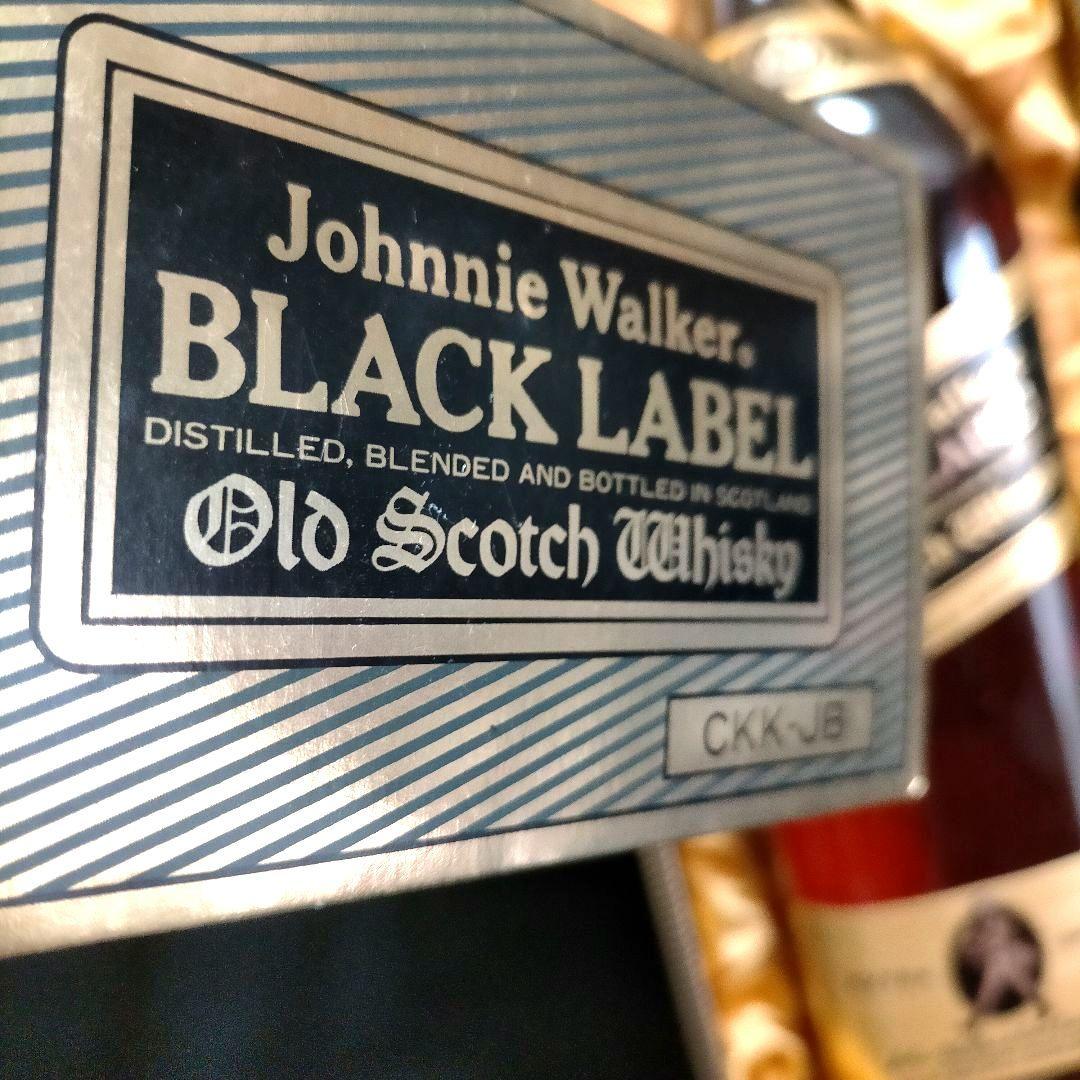 Johnnie Walker®
BLACK LABEL
DISTILLED, BLENDED AND BOTTLED IN SCOTLAND
Old Scotch Whisky
CKK-JB